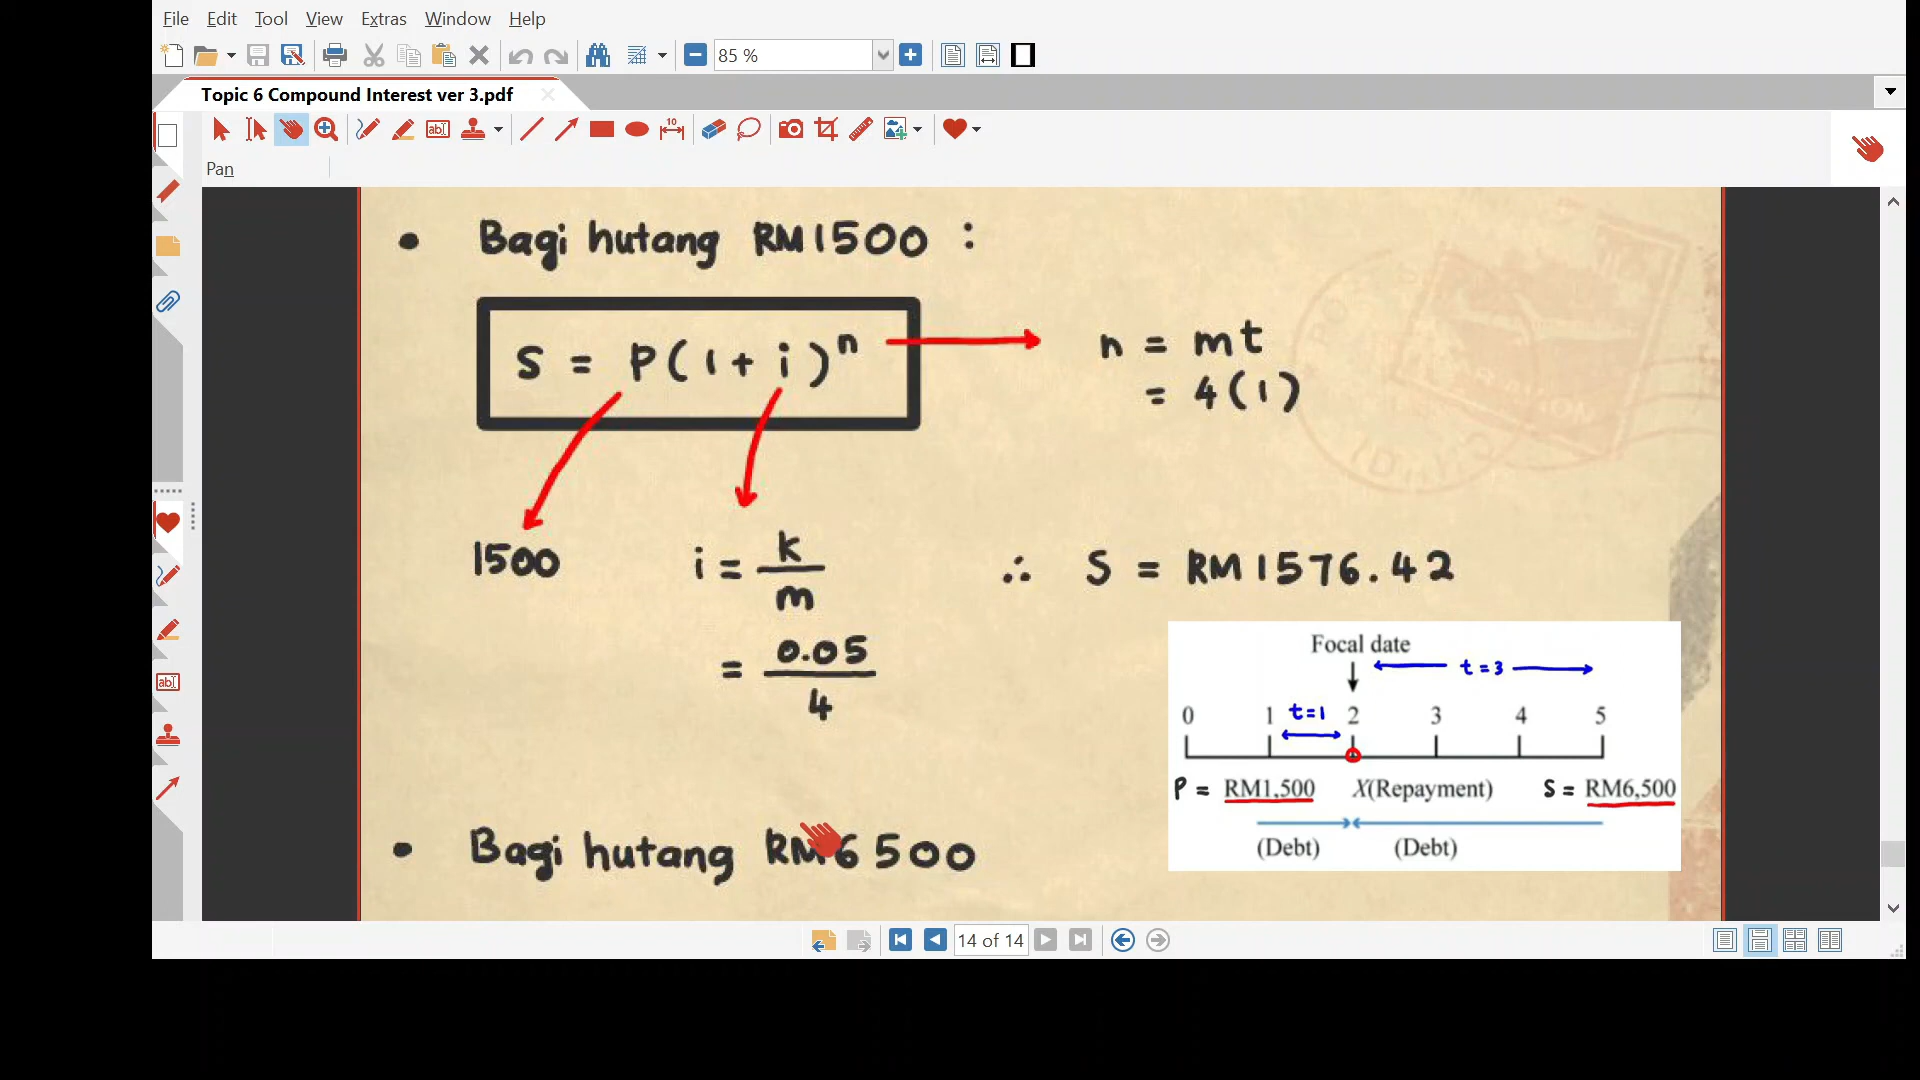 File Edit Tool View Extras Window Help
85 %
Topic 6 Compound Interest ver 3.pdf
Pan
• Bagi hutang RM1500 :
S = P(1 + i)^n
n = mt
= 4(1)
1500
i = k/m
= 0.05/4
∴ S = RM1576.42
Focal date
t=3
0 1 t=1 2 3 4 5
P = RM1,500 X(Repayment) S = RM6,500
(Debt) (Debt)
• Bagi hutang RM6500
14 of 14